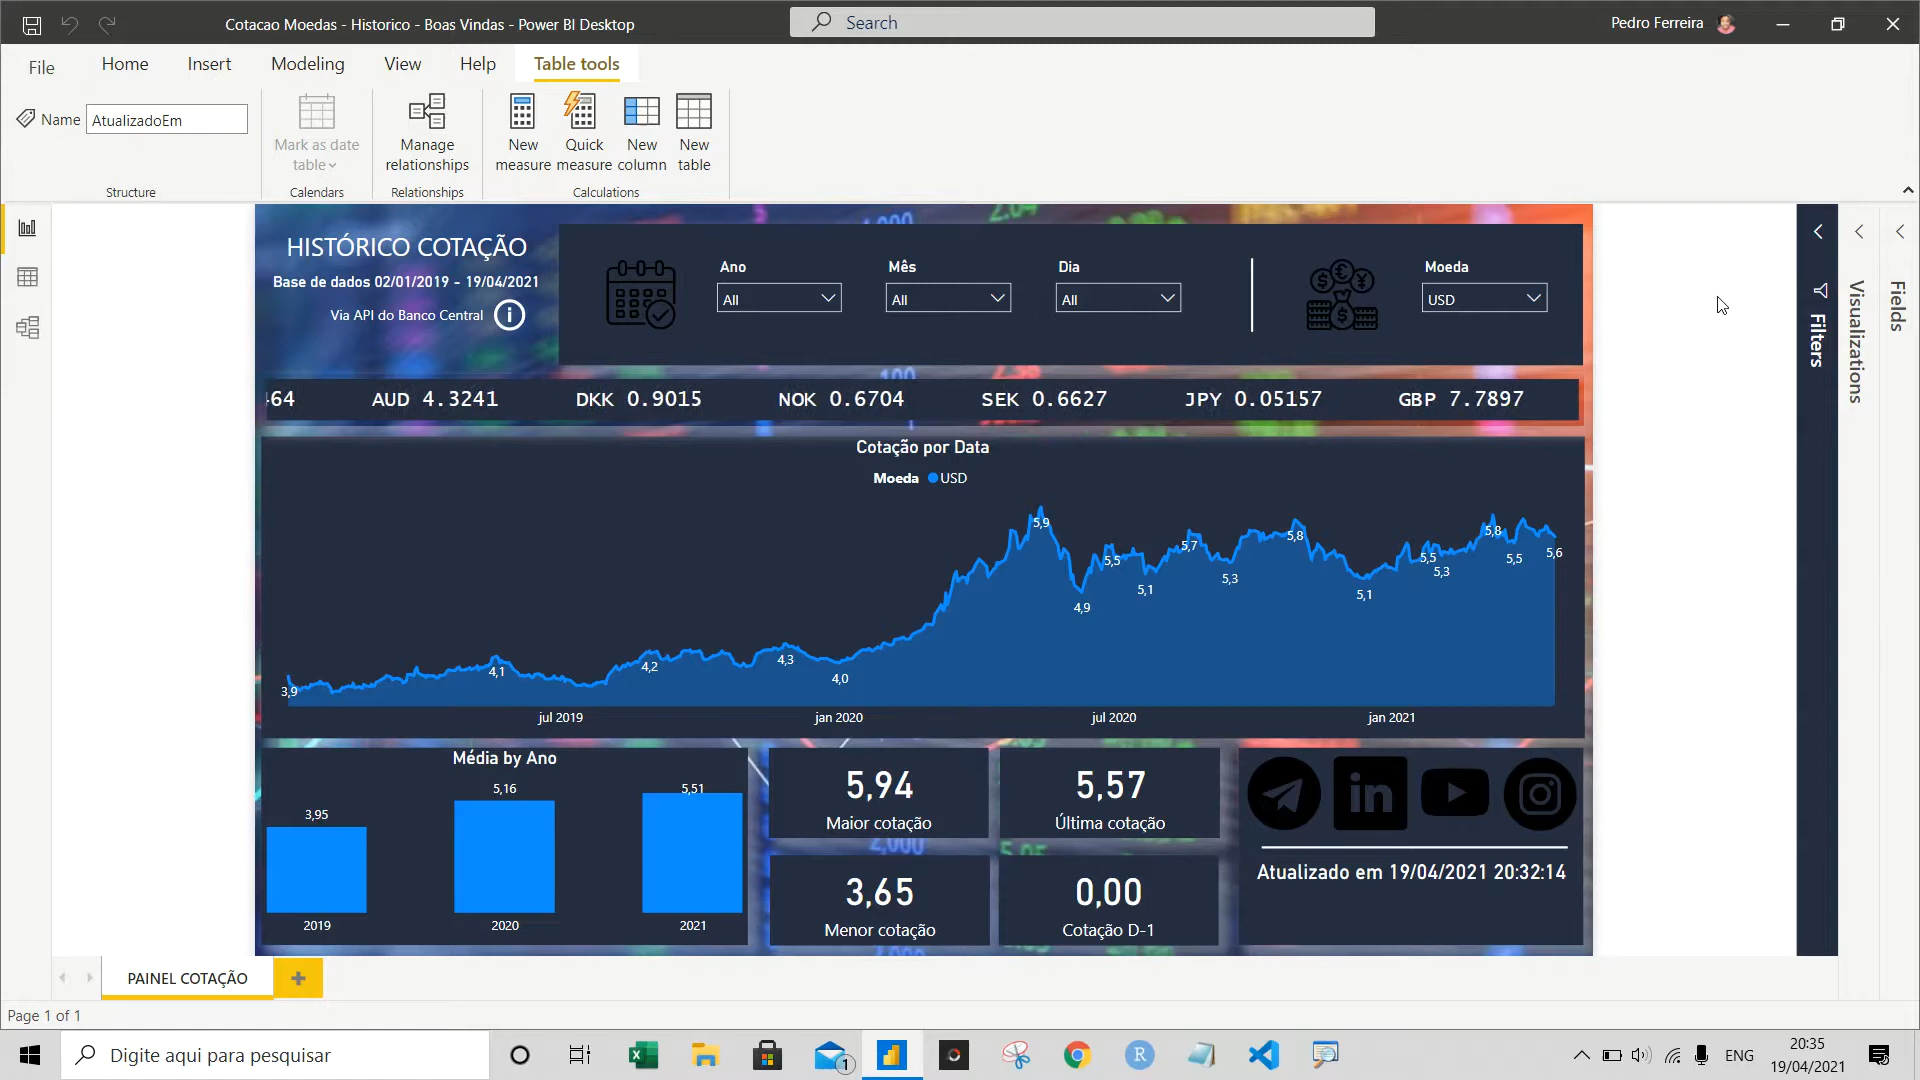 Cotacao Moedas - Historico - Boas Vindas - Power BI Desktop
Search
Pedro Ferreira
File
Home
Insert
Modeling
View
Help
Table tools
Name
AtualizadoEm
Mark as date
table
Manage
relationships
New
measure
Quick
measure
New
column
New
table
Structure
Calendars
Relationships
Calculations
HISTÓRICO COTAÇÃO
Base de dados 02/01/2019 - 19/04/2021
Via API do Banco Central
Ano
All
Mês
All
Dia
All
Moeda
USD
Filters
Visualizations
Fields
464 AUD 4.3241 DKK 0.9015 NOK 0.6704 SEK 0.6627 JPY 0.05157 GBP 7.7897
Cotação por Data
Moeda USD
3,9
4,1
4,2
4,3
4,0
5,9
4,9
5,5
5,1
5,7
5,3
5,8
5,1
5,5
5,3
5,8
5,5
5,6
jul 2019
jan 2020
jul 2020
jan 2021
Média by Ano
3,95
5,16
5,51
2019
2020
2021
5,94
Maior cotação
5,57
Última cotação
3,65
Menor cotação
0,00
Cotação D-1
in
Atualizado em 19/04/2021 20:32:14
PAINEL COTAÇÃO
Page 1 of 1
Digite aqui para pesquisar
1
R
ENG
20:35
19/04/2021